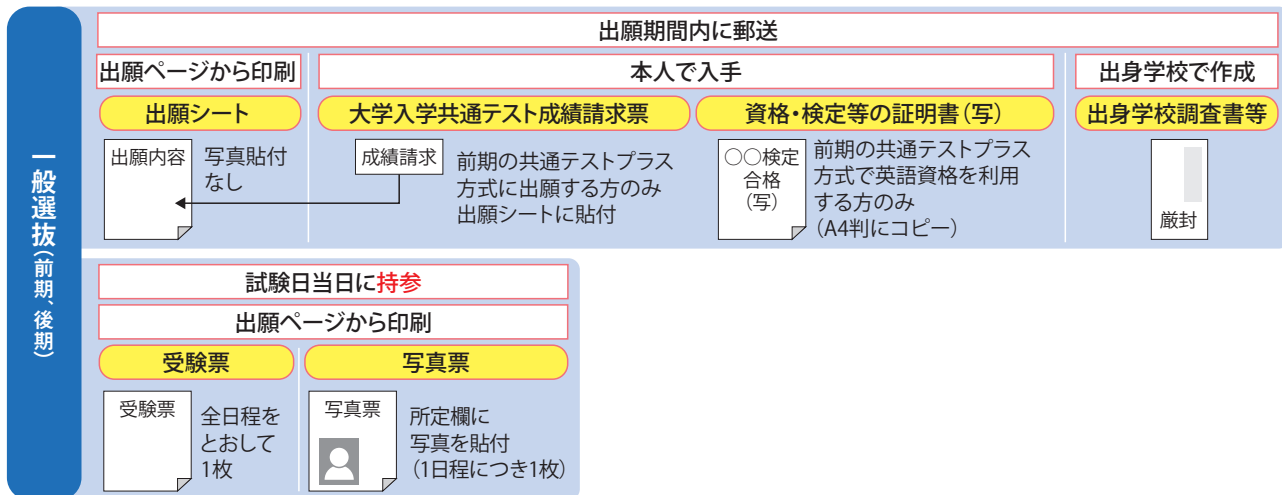 一般選抜(前期、後期)
出願期間内に郵送
出願ページから印刷
本人で入手
出身学校で作成
出願シート
大学入学共通テスト成績請求票
資格・検定等の証明書(写)
出身学校調査書等
出願内容
写真貼付
なし
成績請求
前期の共通テストプラス
方式に出願する方のみ
出願シートに貼付
○○検定
合格
(写)
前期の共通テストプラス
方式で英語資格を利用
する方のみ
(A4判にコピー)
厳封
試験日当日に持参
出願ページから印刷
受験票
写真票
受験票
全日程を
とおして
1枚
写真票
所定欄に
写真を貼付
(1日程につき1枚)